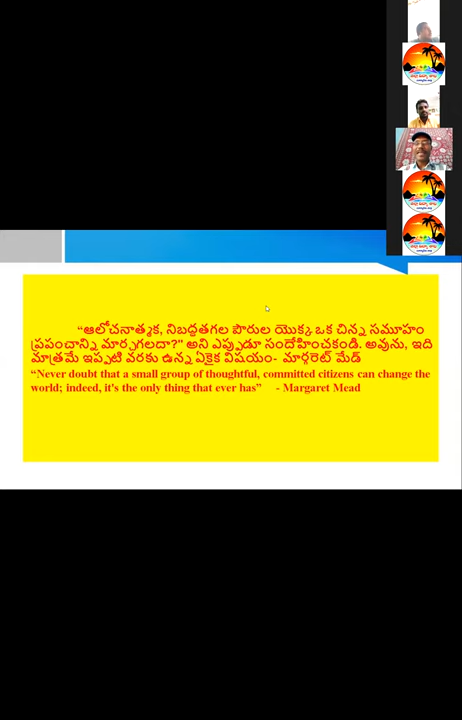 “ఆలోచనాత్మక, నిబద్ధతగల పౌరుల యొక్క ఒక చిన్న సమూహం
ప్రపంచాన్ని మార్చగలదా?" అని ఎప్పుడూ సందేహించకండి. అవును, ఇది
మాత్రమే ఇప్పటి వరకు ఉన్న ఏకైక విషయం- మార్గరెట్ మేడ్
“Never doubt that a small group of thoughtful, committed citizens can change the
world; indeed, it's the only thing that ever has” - Margaret Mead